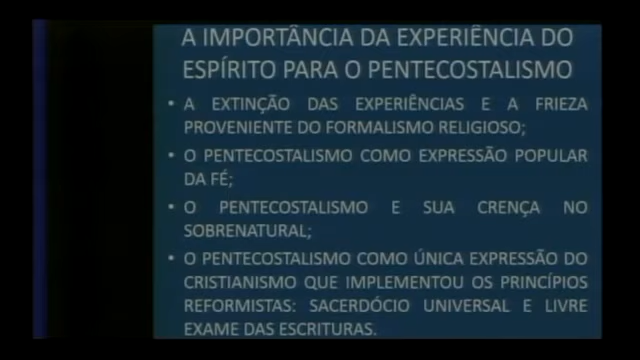 A IMPORTÂNCIA DA EXPERIÊNCIA DO
ESPÍRITO PARA O PENTECOSTALISMO
• A EXTINÇÃO DAS EXPERIÊNCIAS E A FRIEZA
PROVENIENTE DO FORMALISMO RELIGIOSO;
• O PENTECOSTALISMO COMO EXPRESSÃO POPULAR
DA FÉ;
• O PENTECOSTALISMO E SUA CRENÇA NO
SOBRENATURAL;
• O PENTECOSTALISMO COMO ÚNICA EXPRESSÃO DO
CRISTIANISMO QUE IMPLEMENTOU OS PRINCÍPIOS
REFORMISTAS: SACERDÓCIO UNIVERSAL E LIVRE
EXAME DAS ESCRITURAS.